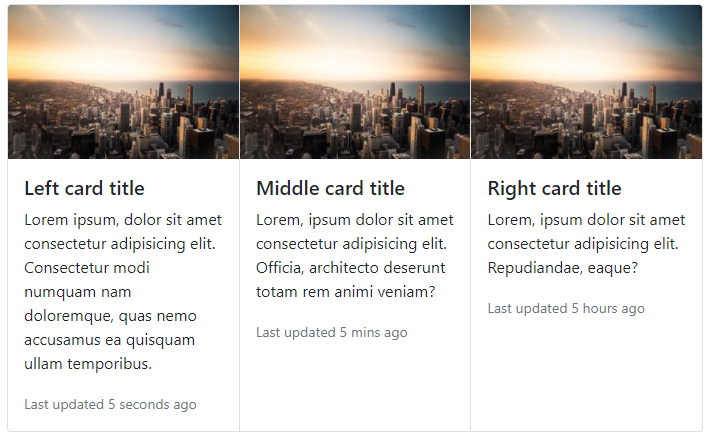 Left card title
Lorem ipsum, dolor sit amet
consectetur adipisicing elit.
Consectetur modi
numquam nam
doloremque, quas nemo
accusamus ea quisquam
ullam temporibus.
Last updated 5 seconds ago
Middle card title
Lorem, ipsum dolor sit amet
consectetur adipisicing elit.
Officia, architecto deserunt
totam rem animi veniam?
Last updated 5 mins ago
Right card title
Lorem, ipsum dolor sit amet
consectetur adipisicing elit.
Repudiandae, eaque?
Last updated 5 hours ago